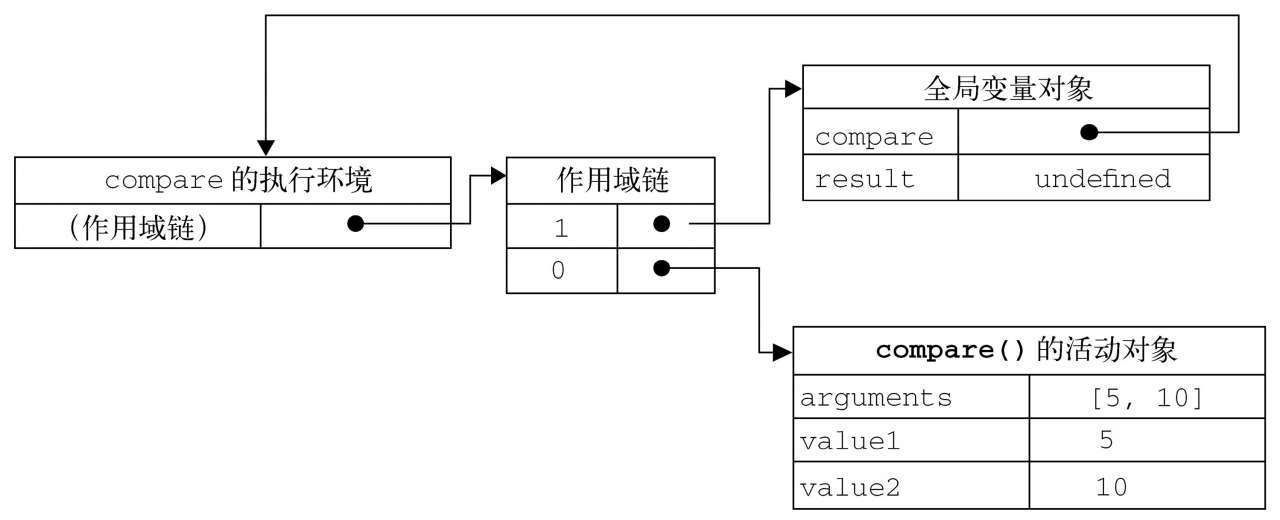 全局变量对象
compare
result undefined
compare 的执行环境
(作用域链)
作用域链
1
0
compare() 的活动对象
arguments [5, 10]
value1 5
value2 10